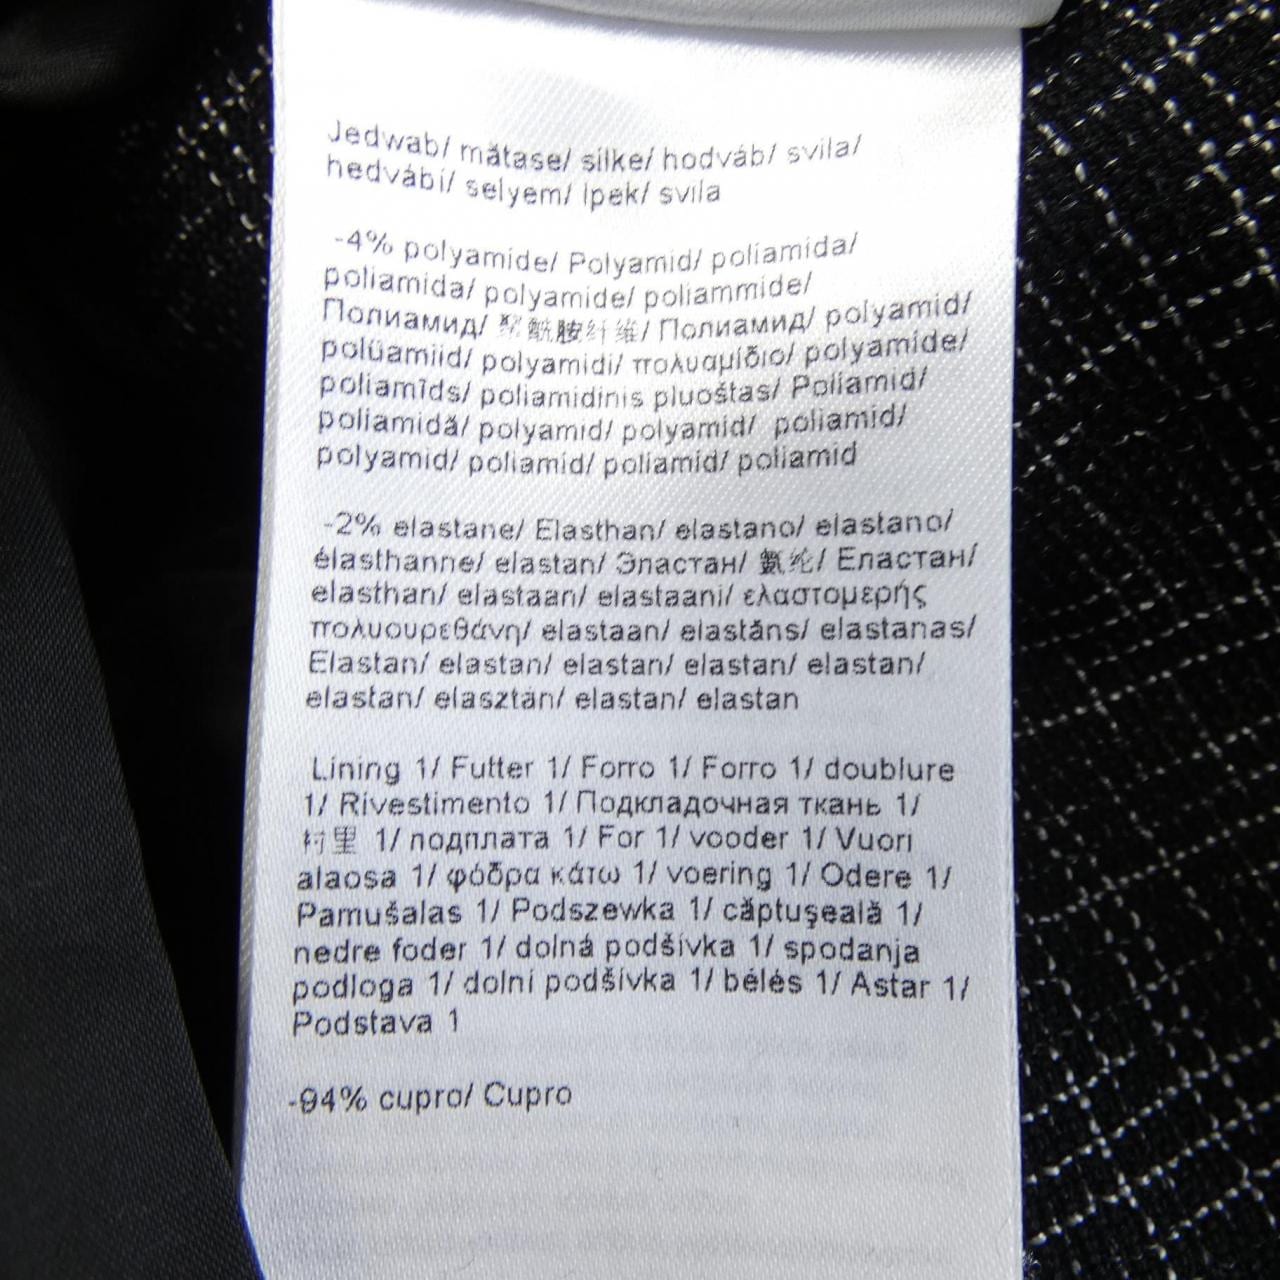 Jedwab/ mătase/ silke/ hodváb/ svila/
hedvábí/ selyem/ ipek/ svila
-4% polyamide/ Polyamid/ poliamida/
poliamida/ polyamide/ poliammide/
Полиамид/ 聚酰胺纤维/ Полиамид/ polyamid/
polüamiid/ polyamidi/ πολυαμίδιο/ polyamide/
poliamīds/ poliamidinis pluoštas/ Poliamid/
poliamidă/ polyamid/ polyamid/ poliamid/
polyamid/ poliamid/ poliamid/ poliamid
-2% elastane/ Elasthan/ elastano/ elastano/
élasthanne/ elastan/ Эластан/ 氨纶/ Еластан/
elasthan/ elastaan/ elastaani/ ελαστομερής
πολυουρεθάνη/ elastaan/ elastāns/ elastanas/
Elastan/ elastan/ elastan/ elastan/ elastan/
elastan/ elasztán/ elastan/ elastan
Lining 1/ Futter 1/ Forro 1/ Forro 1/ doublure
1/ Rivestimento 1/ Подкладочная ткань 1/
衬里 1/ подплата 1/ For 1/ vooder 1/ Vuori
alaosa 1/ φόδρα κάτω 1/ voering 1/ Odere 1/
Pamušalas 1/ Podszewka 1/ căptuşeală 1/
nedre foder 1/ dolná podšívka 1/ spodanja
podloga 1/ dolní podšívka 1/ bélés 1/ Astar 1/
Podstava 1
-94% cupro/ Cupro